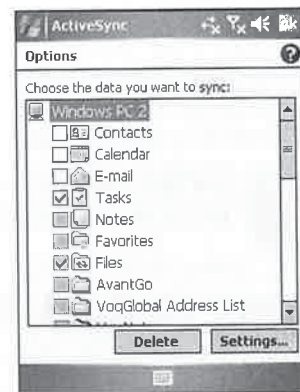 ActiveSync
Options
Choose the data you want to sync:
Windows PC 2
Contacts
Calendar
E-mail
Tasks
Notes
Favorites
Files
AvantGo
VoqGlobal Address List
Delete Settings...